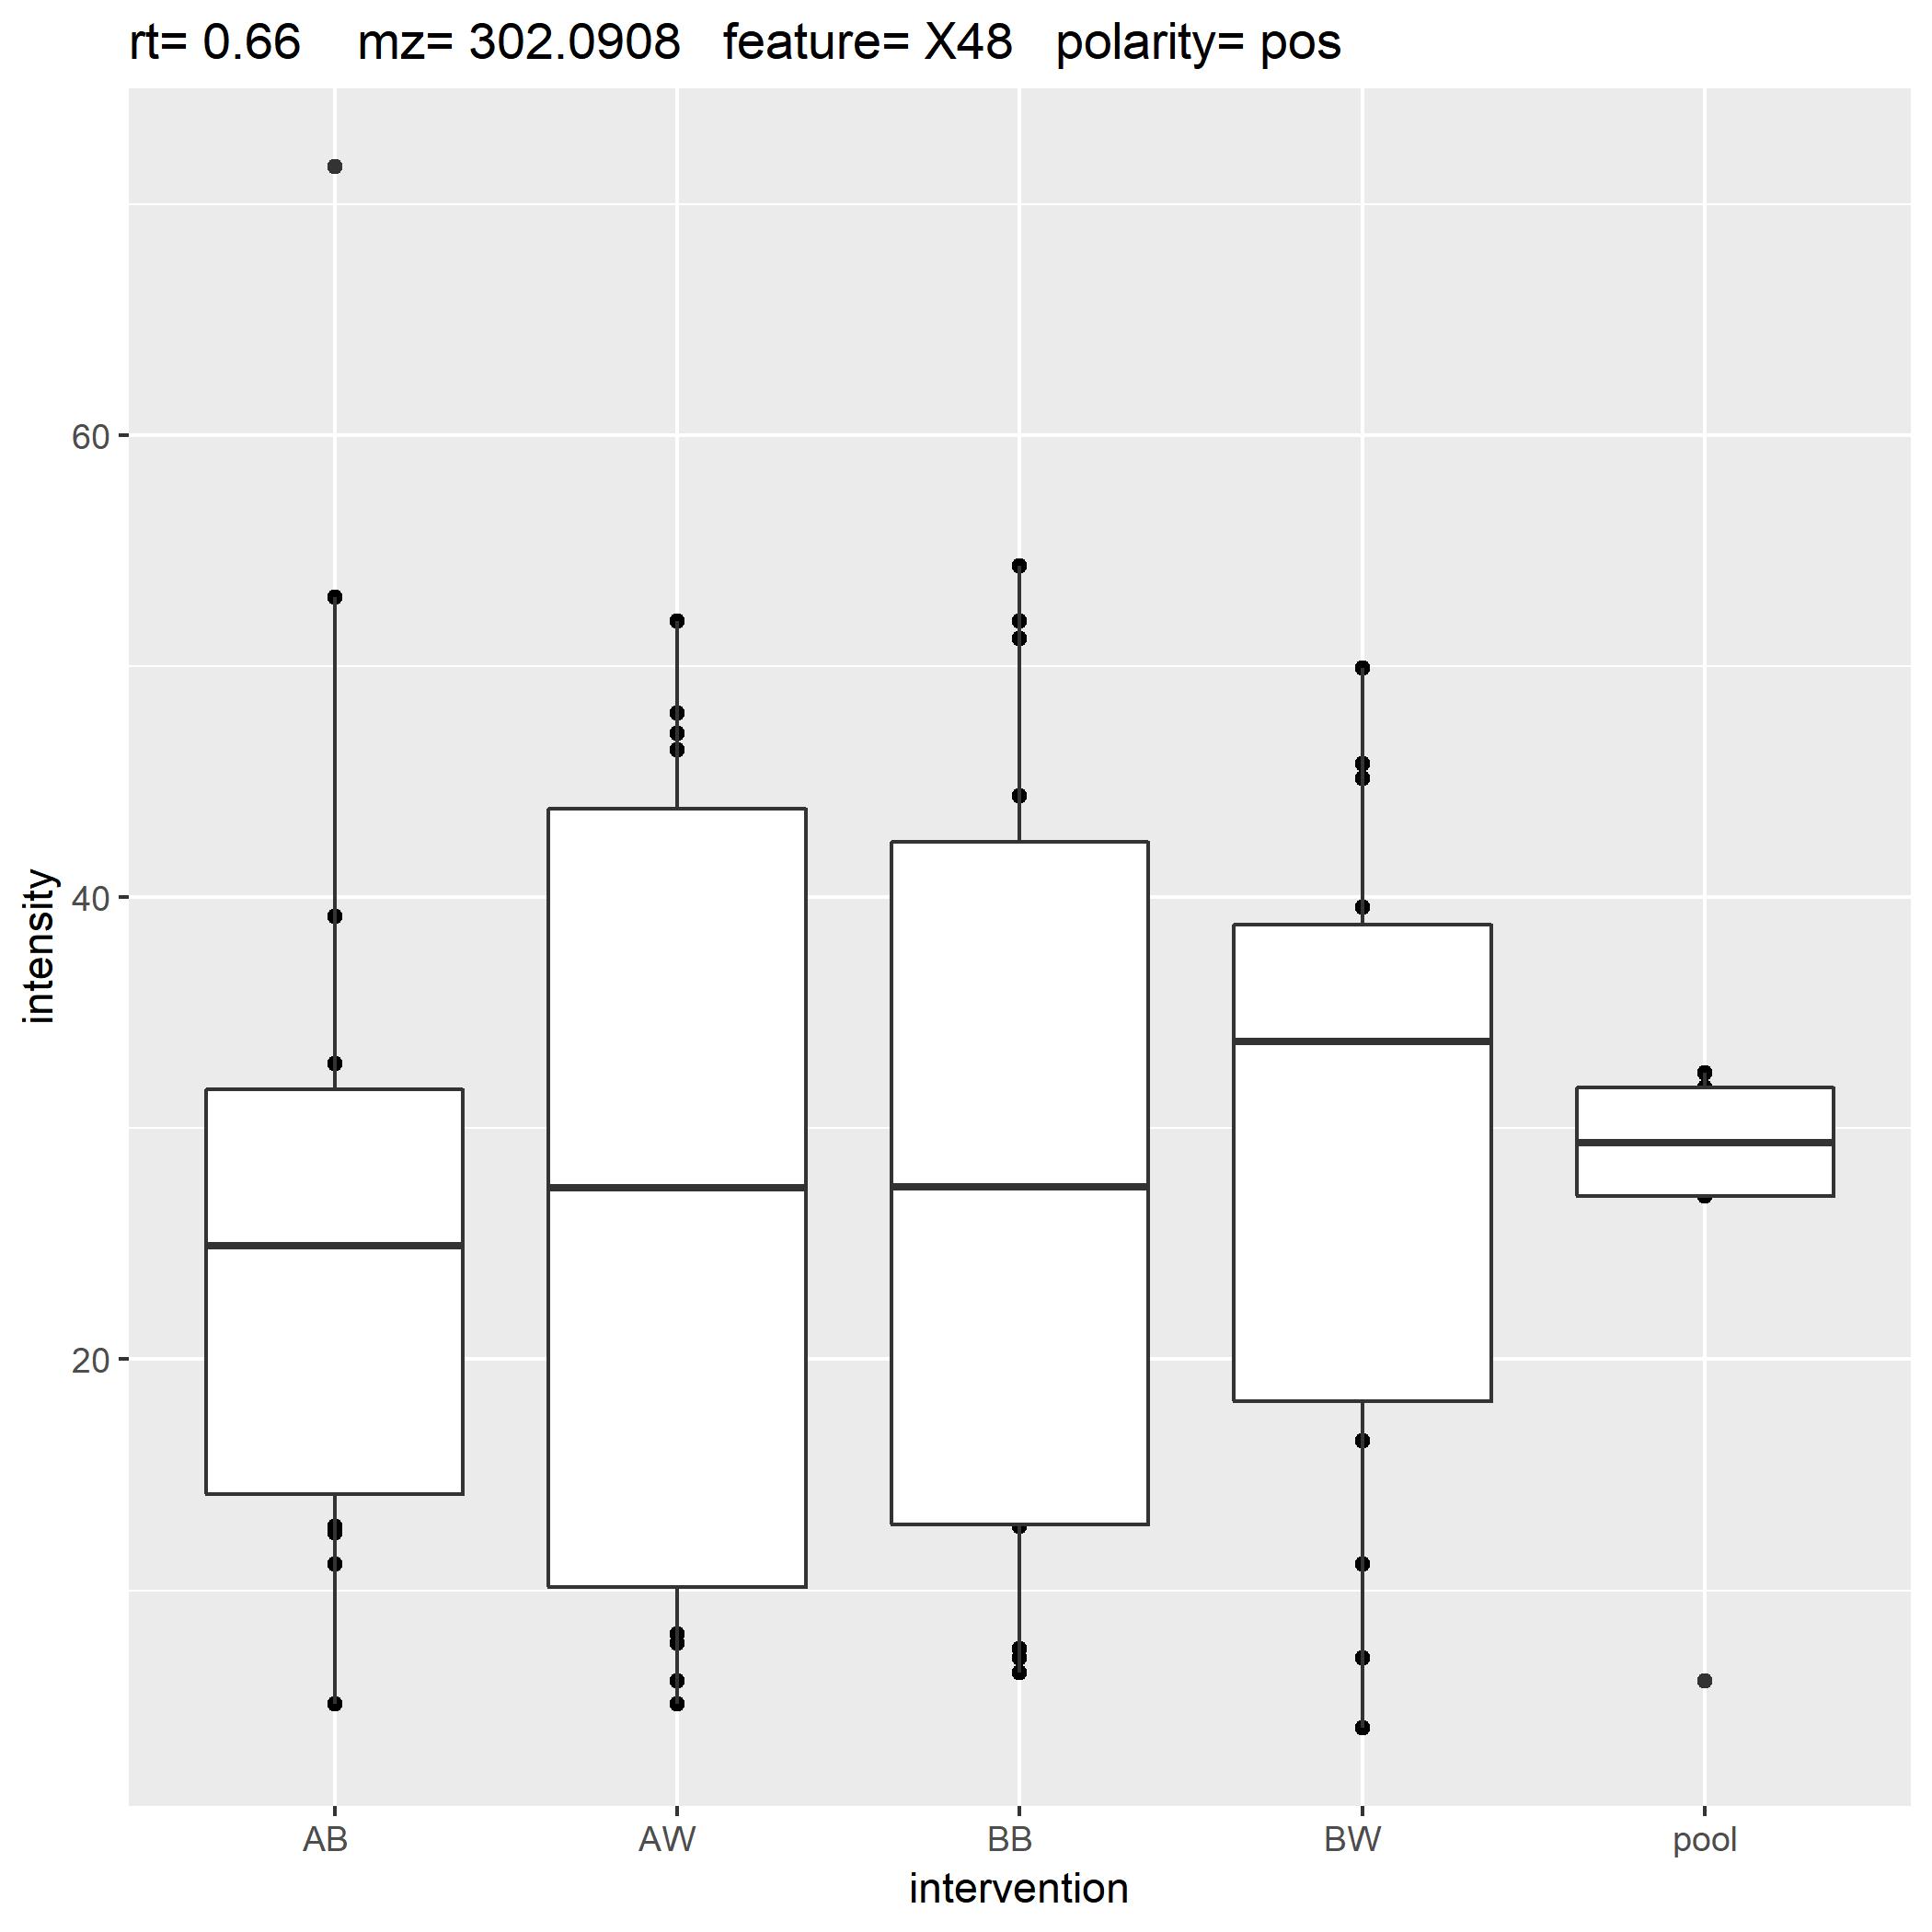 rt= 0.66    mz= 302.0908   feature= X48   polarity= pos
60
40
20
intensity
AB AW BB BW pool
intervention